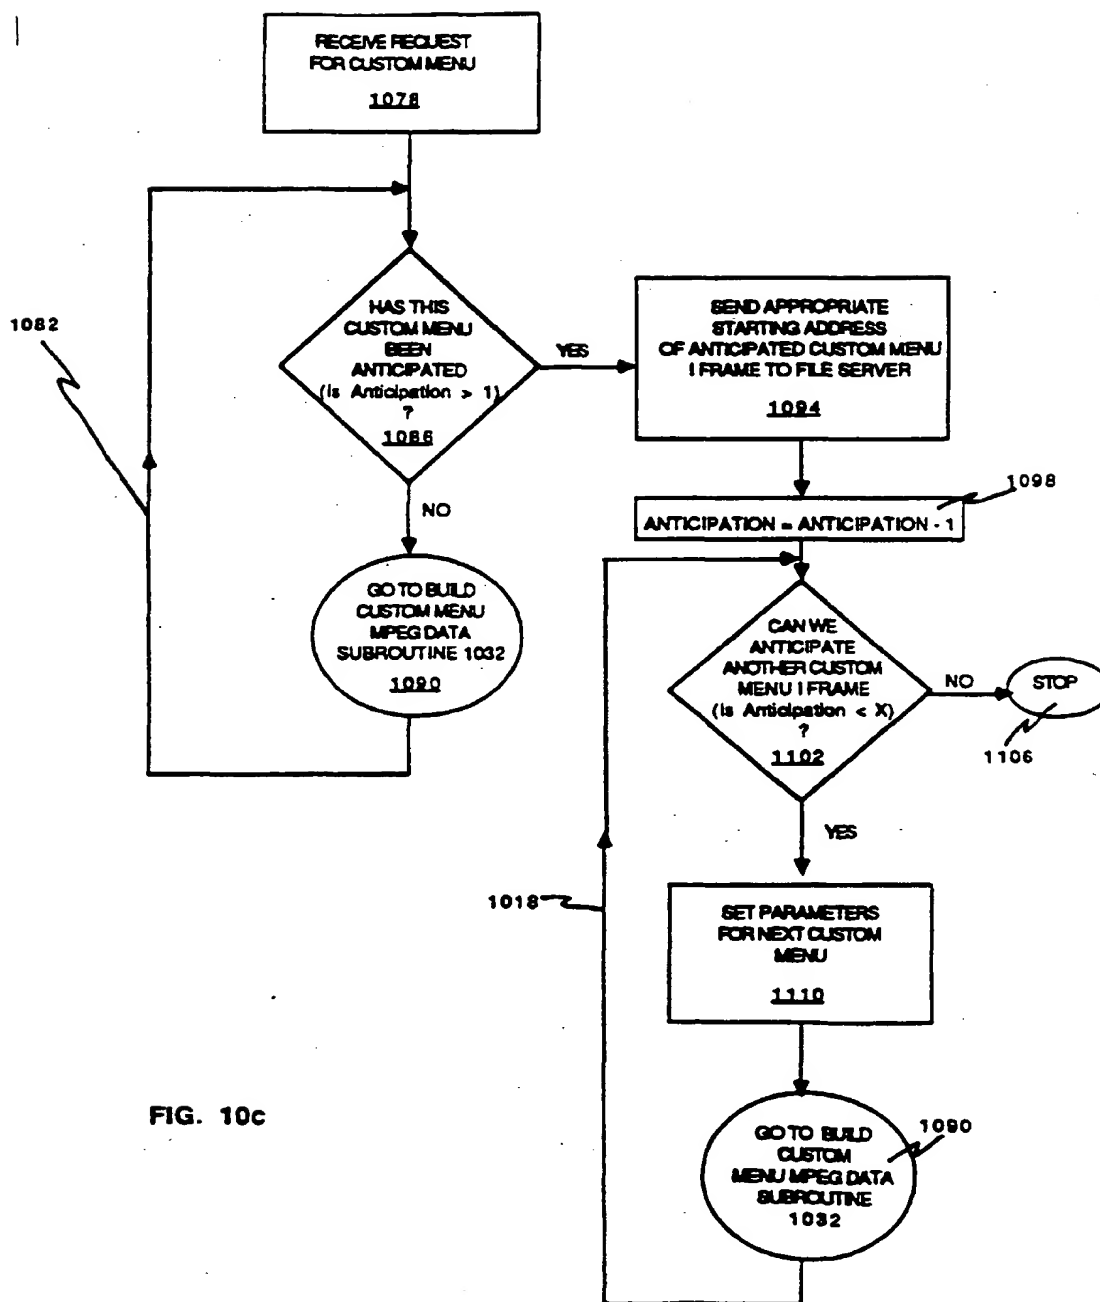 RECEIVE REQUEST
FOR CUSTOM MENU
1078
1082
HAS THIS
CUSTOM MENU
BEEN
ANTICIPATED
(Is Anticipation > 1)
?
1086
YES
SEND APPROPRIATE
STARTING ADDRESS
OF ANTICIPATED CUSTOM MENU
I FRAME TO FILE SERVER
1094
NO
1098
ANTICIPATION = ANTICIPATION - 1
GO TO BUILD
CUSTOM MENU
MPEG DATA
SUBROUTINE 1032
1090
CAN WE
ANTICIPATE
ANOTHER CUSTOM
MENU I FRAME
(Is Anticipation < X)
?
1102
NO
STOP
1106
YES
1018
SET PARAMETERS
FOR NEXT CUSTOM
MENU
1110
FIG. 10c
1090
GO TO BUILD
CUSTOM
MENU MPEG DATA
SUBROUTINE
1032